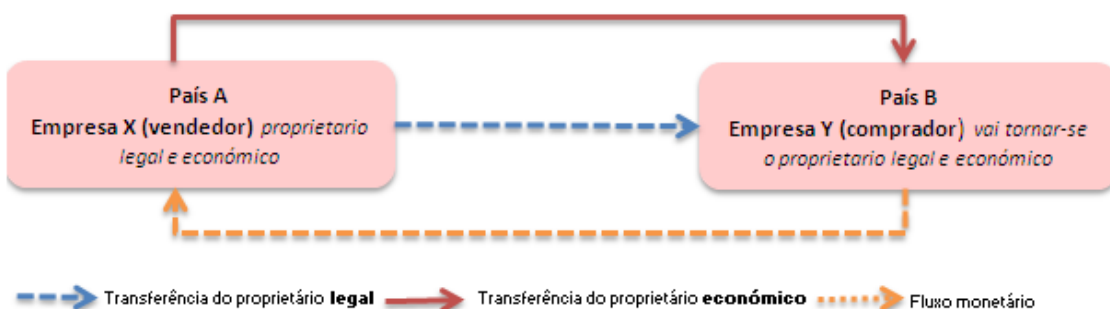 País A
Empresa X (vendedor) proprietario
legal e económico
País B
Empresa Y (comprador) vai tornar-se
o proprietario legal e económico
Transferência do proprietário legal
Transferência do proprietário económico
Fluxo monetário